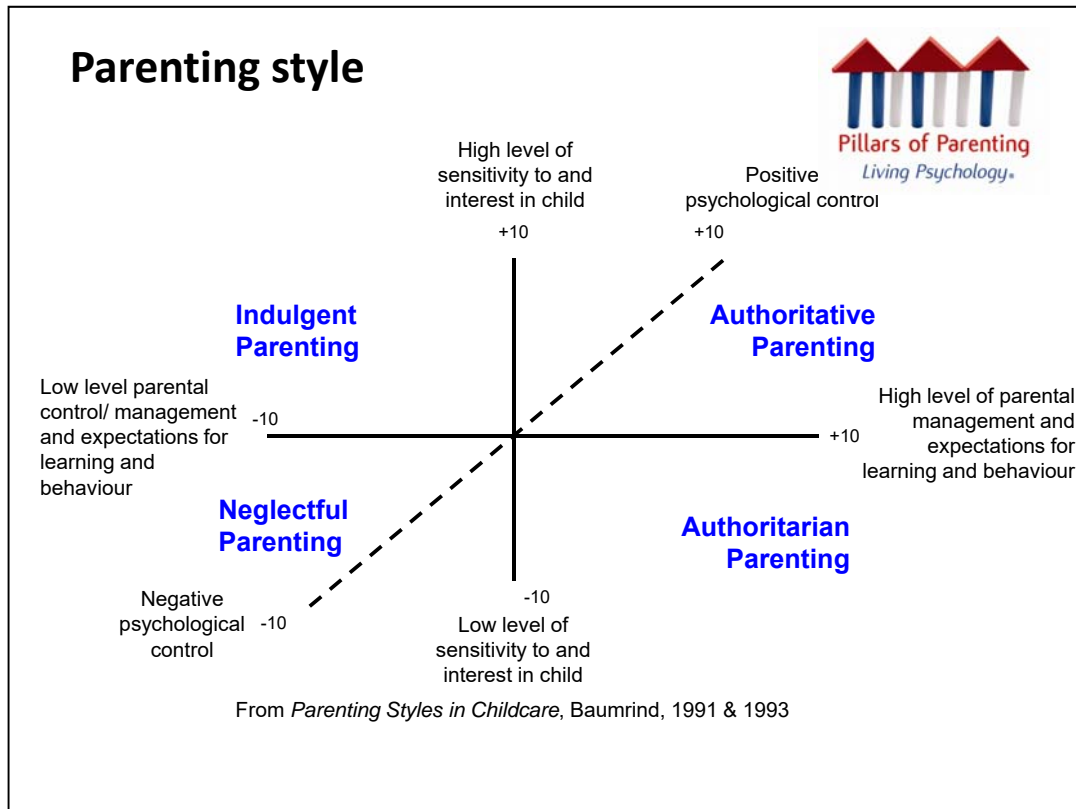 Parenting style
Pillars of Parenting
Living Psychology®
High level of
sensitivity to and
interest in child
+10
Positive
psychological control
+10
Indulgent
Parenting
Authoritative
Parenting
Low level parental
control/ management
and expectations for
learning and
behaviour
-10
+10
High level of parental
management and
expectations for
learning and behaviour
Neglectful
Parenting
Authoritarian
Parenting
Negative
psychological
control
-10
-10
Low level of
sensitivity to and
interest in child
From Parenting Styles in Childcare, Baumrind, 1991 & 1993